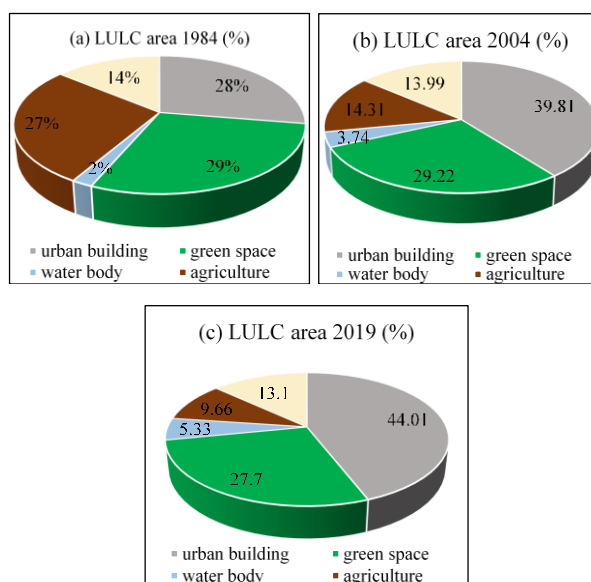 (a) LULC area 1984 (%)
14%
28%
27%
2%
29%
urban building
green space
water body
agriculture
(b) LULC area 2004 (%)
13.99
39.81
14.31
3.74
29.22
urban building
green space
water body
agriculture
(c) LULC area 2019 (%)
13.1
9.66
44.01
5.33
27.7
urban building
green space
water body
agriculture